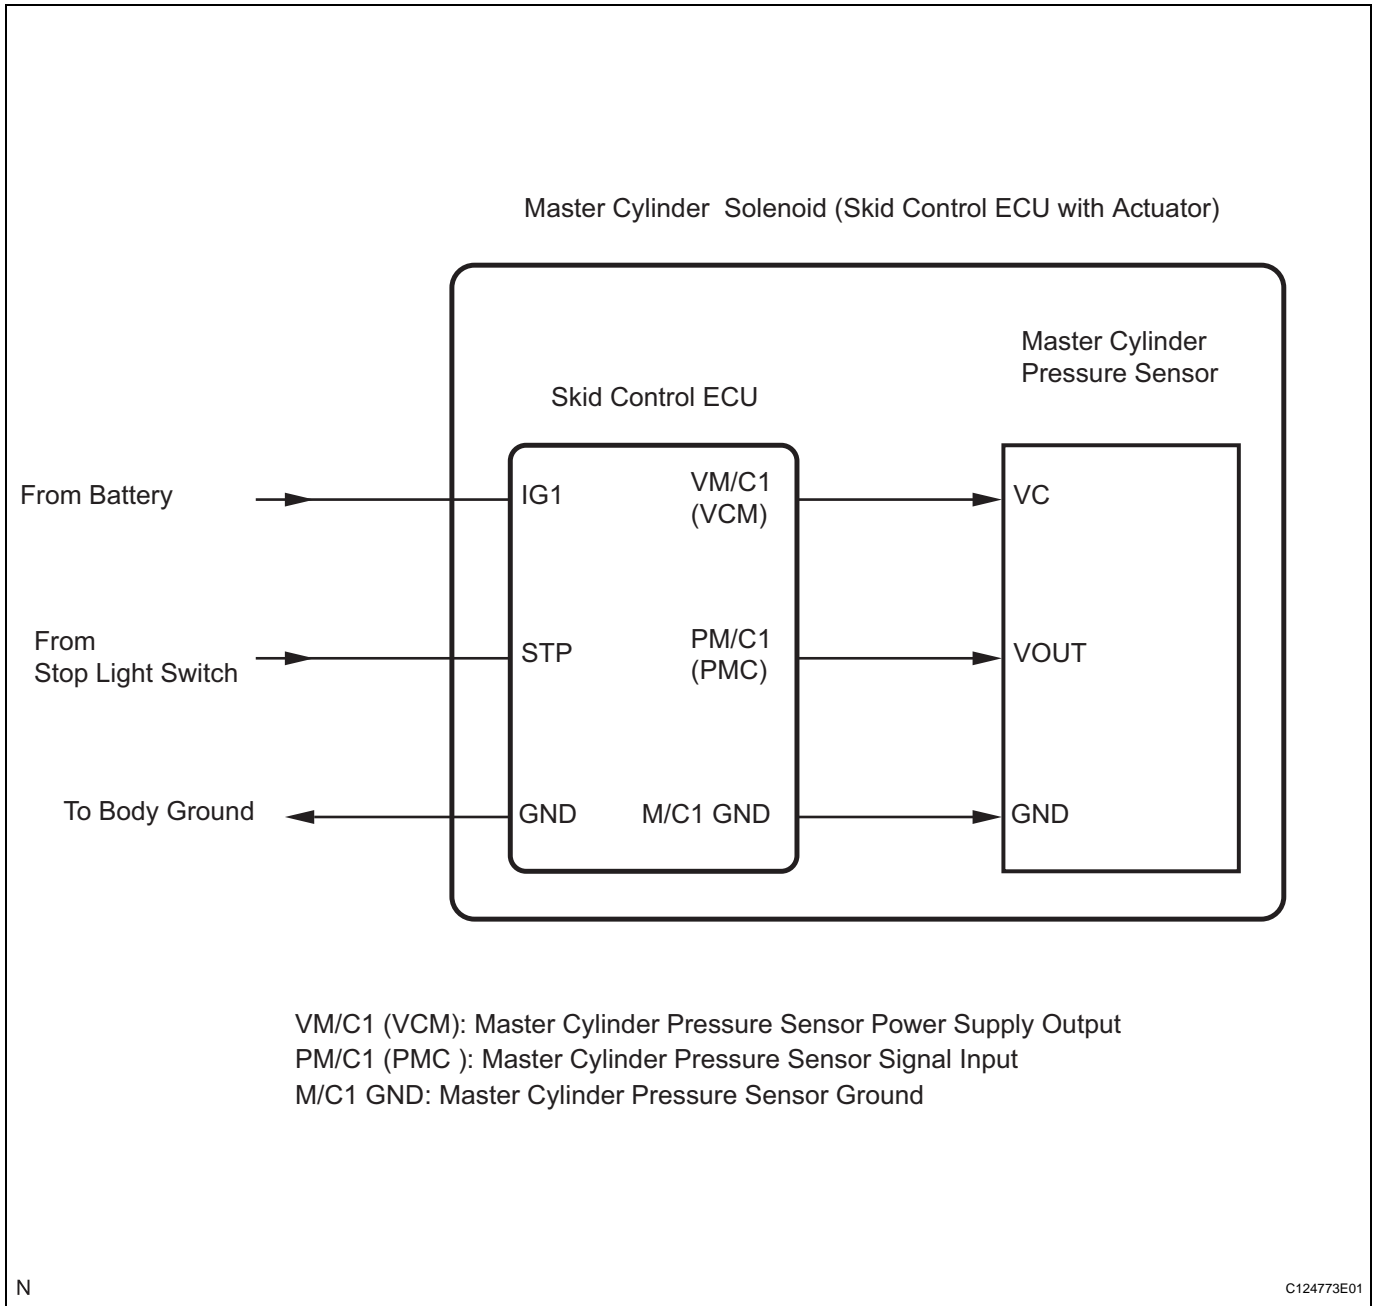 Master Cylinder  Solenoid (Skid Control ECU with Actuator)
Master Cylinder
Pressure Sensor
Skid Control ECU
From Battery
IG1
VM/C1
(VCM)
VC
From
Stop Light Switch
STP
PM/C1
(PMC)
VOUT
To Body Ground
GND
M/C1 GND
GND
VM/C1 (VCM): Master Cylinder Pressure Sensor Power Supply Output
PM/C1 (PMC ): Master Cylinder Pressure Sensor Signal Input
M/C1 GND: Master Cylinder Pressure Sensor Ground
N
C124773E01